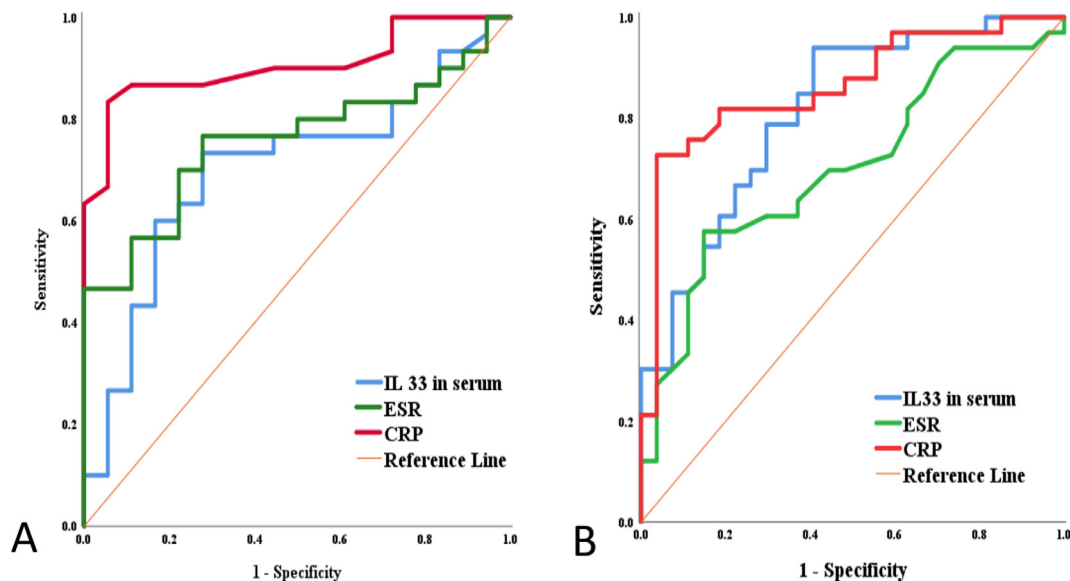 1.0
0.8
0.6
0.4
0.2
0.0
Sensitivity
0.0 0.2 0.4 0.6 0.8 1.0
1 - Specificity
IL 33 in serum
ESR
CRP
Reference Line
A
1.0
0.8
0.6
0.4
0.2
0.0
Sensitivity
0.0 0.2 0.4 0.6 0.8 1.0
1 - Specificity
IL33 in serum
ESR
CRP
Reference Line
B